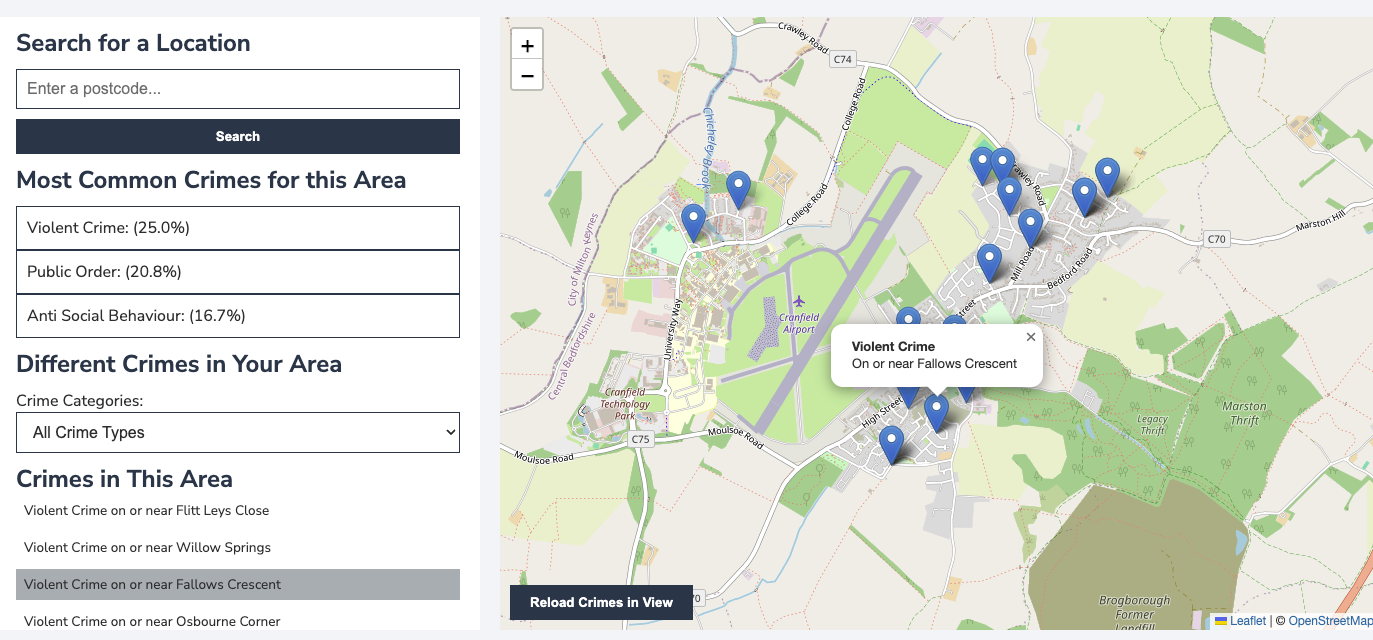 Search for a Location
Enter a postcode...
Search
Most Common Crimes for this Area
Violent Crime: (25.0%)
Public Order: (20.8%)
Anti Social Behaviour: (16.7%)
Different Crimes in Your Area
Crime Categories:
All Crime Types
Crimes in This Area
Violent Crime on or near Flitt Leys Close
Violent Crime on or near Willow Springs
Violent Crime on or near Fallows Crescent
Violent Crime on or near Osbourne Corner
+
−
Crawley Road
C74
College Road
Chicheley Brook
College Road
Crawley Road
City of Milton Keynes
Central Bedfordshire
University Way
Cranfield
Airport
Mill Road
Bedford Road
C70
Marston Hill
Street
Violent Crime
On or near Fallows Crescent
×
Cranfield
Technology
Park
C75
Moulsoe Road
Moulsoe Road
High Street
Legacy
Thrift
Marston
Thrift
Brogborough
Former
Landfill
Reload Crimes in View
70
Leaflet | © OpenStreetMap